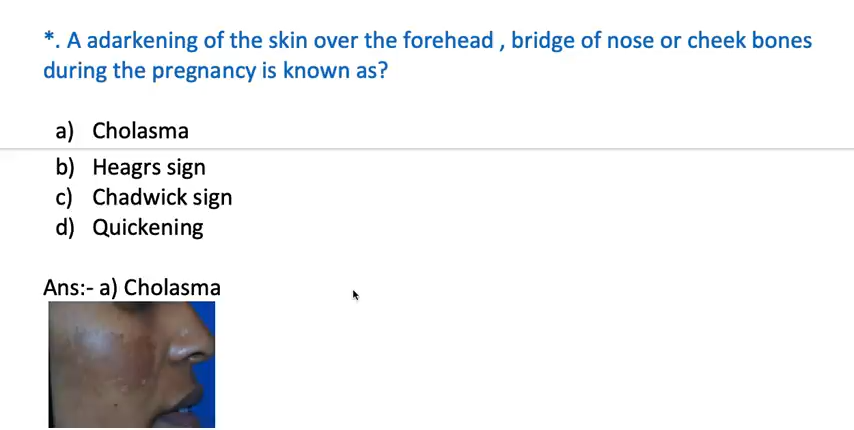 *. A adarkening of the skin over the forehead , bridge of nose or cheek bones
during the pregnancy is known as?
a) Cholasma
b) Heagrs sign
c) Chadwick sign
d) Quickening
Ans:- a) Cholasma